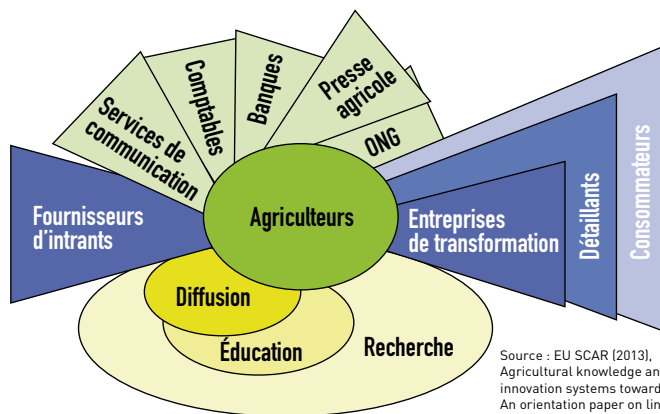 Services de
communication
Comptables
Banques
Presse
agricole
ONG
Fournisseurs
d'intrants
Agriculteurs
Entreprises
de transformation
Détaillants
Consommateurs
Diffusion
Éducation
Recherche
Source : EU SCAR (2013),
Agricultural knowledge an
innovation systems toward
An orientation paper on lin